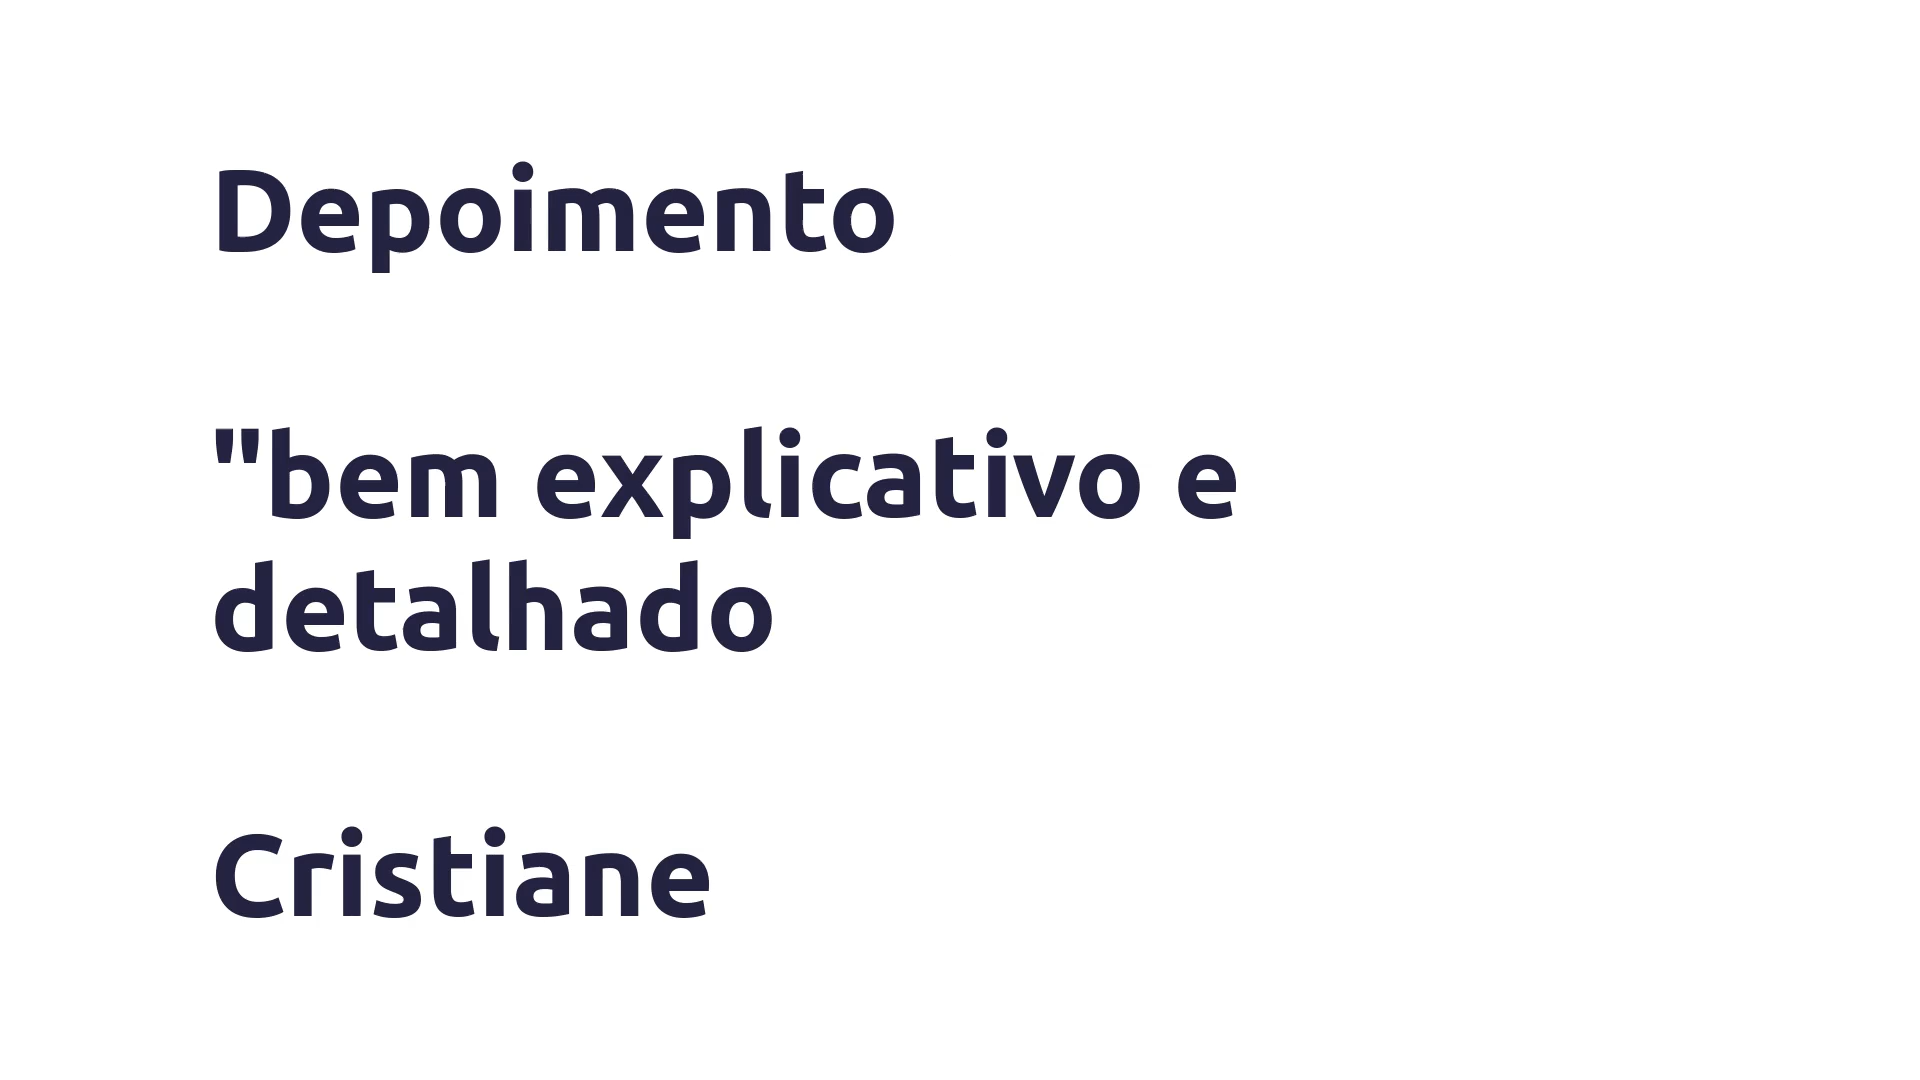 Depoimento
"bem explicativo e
detalhado
Cristiane